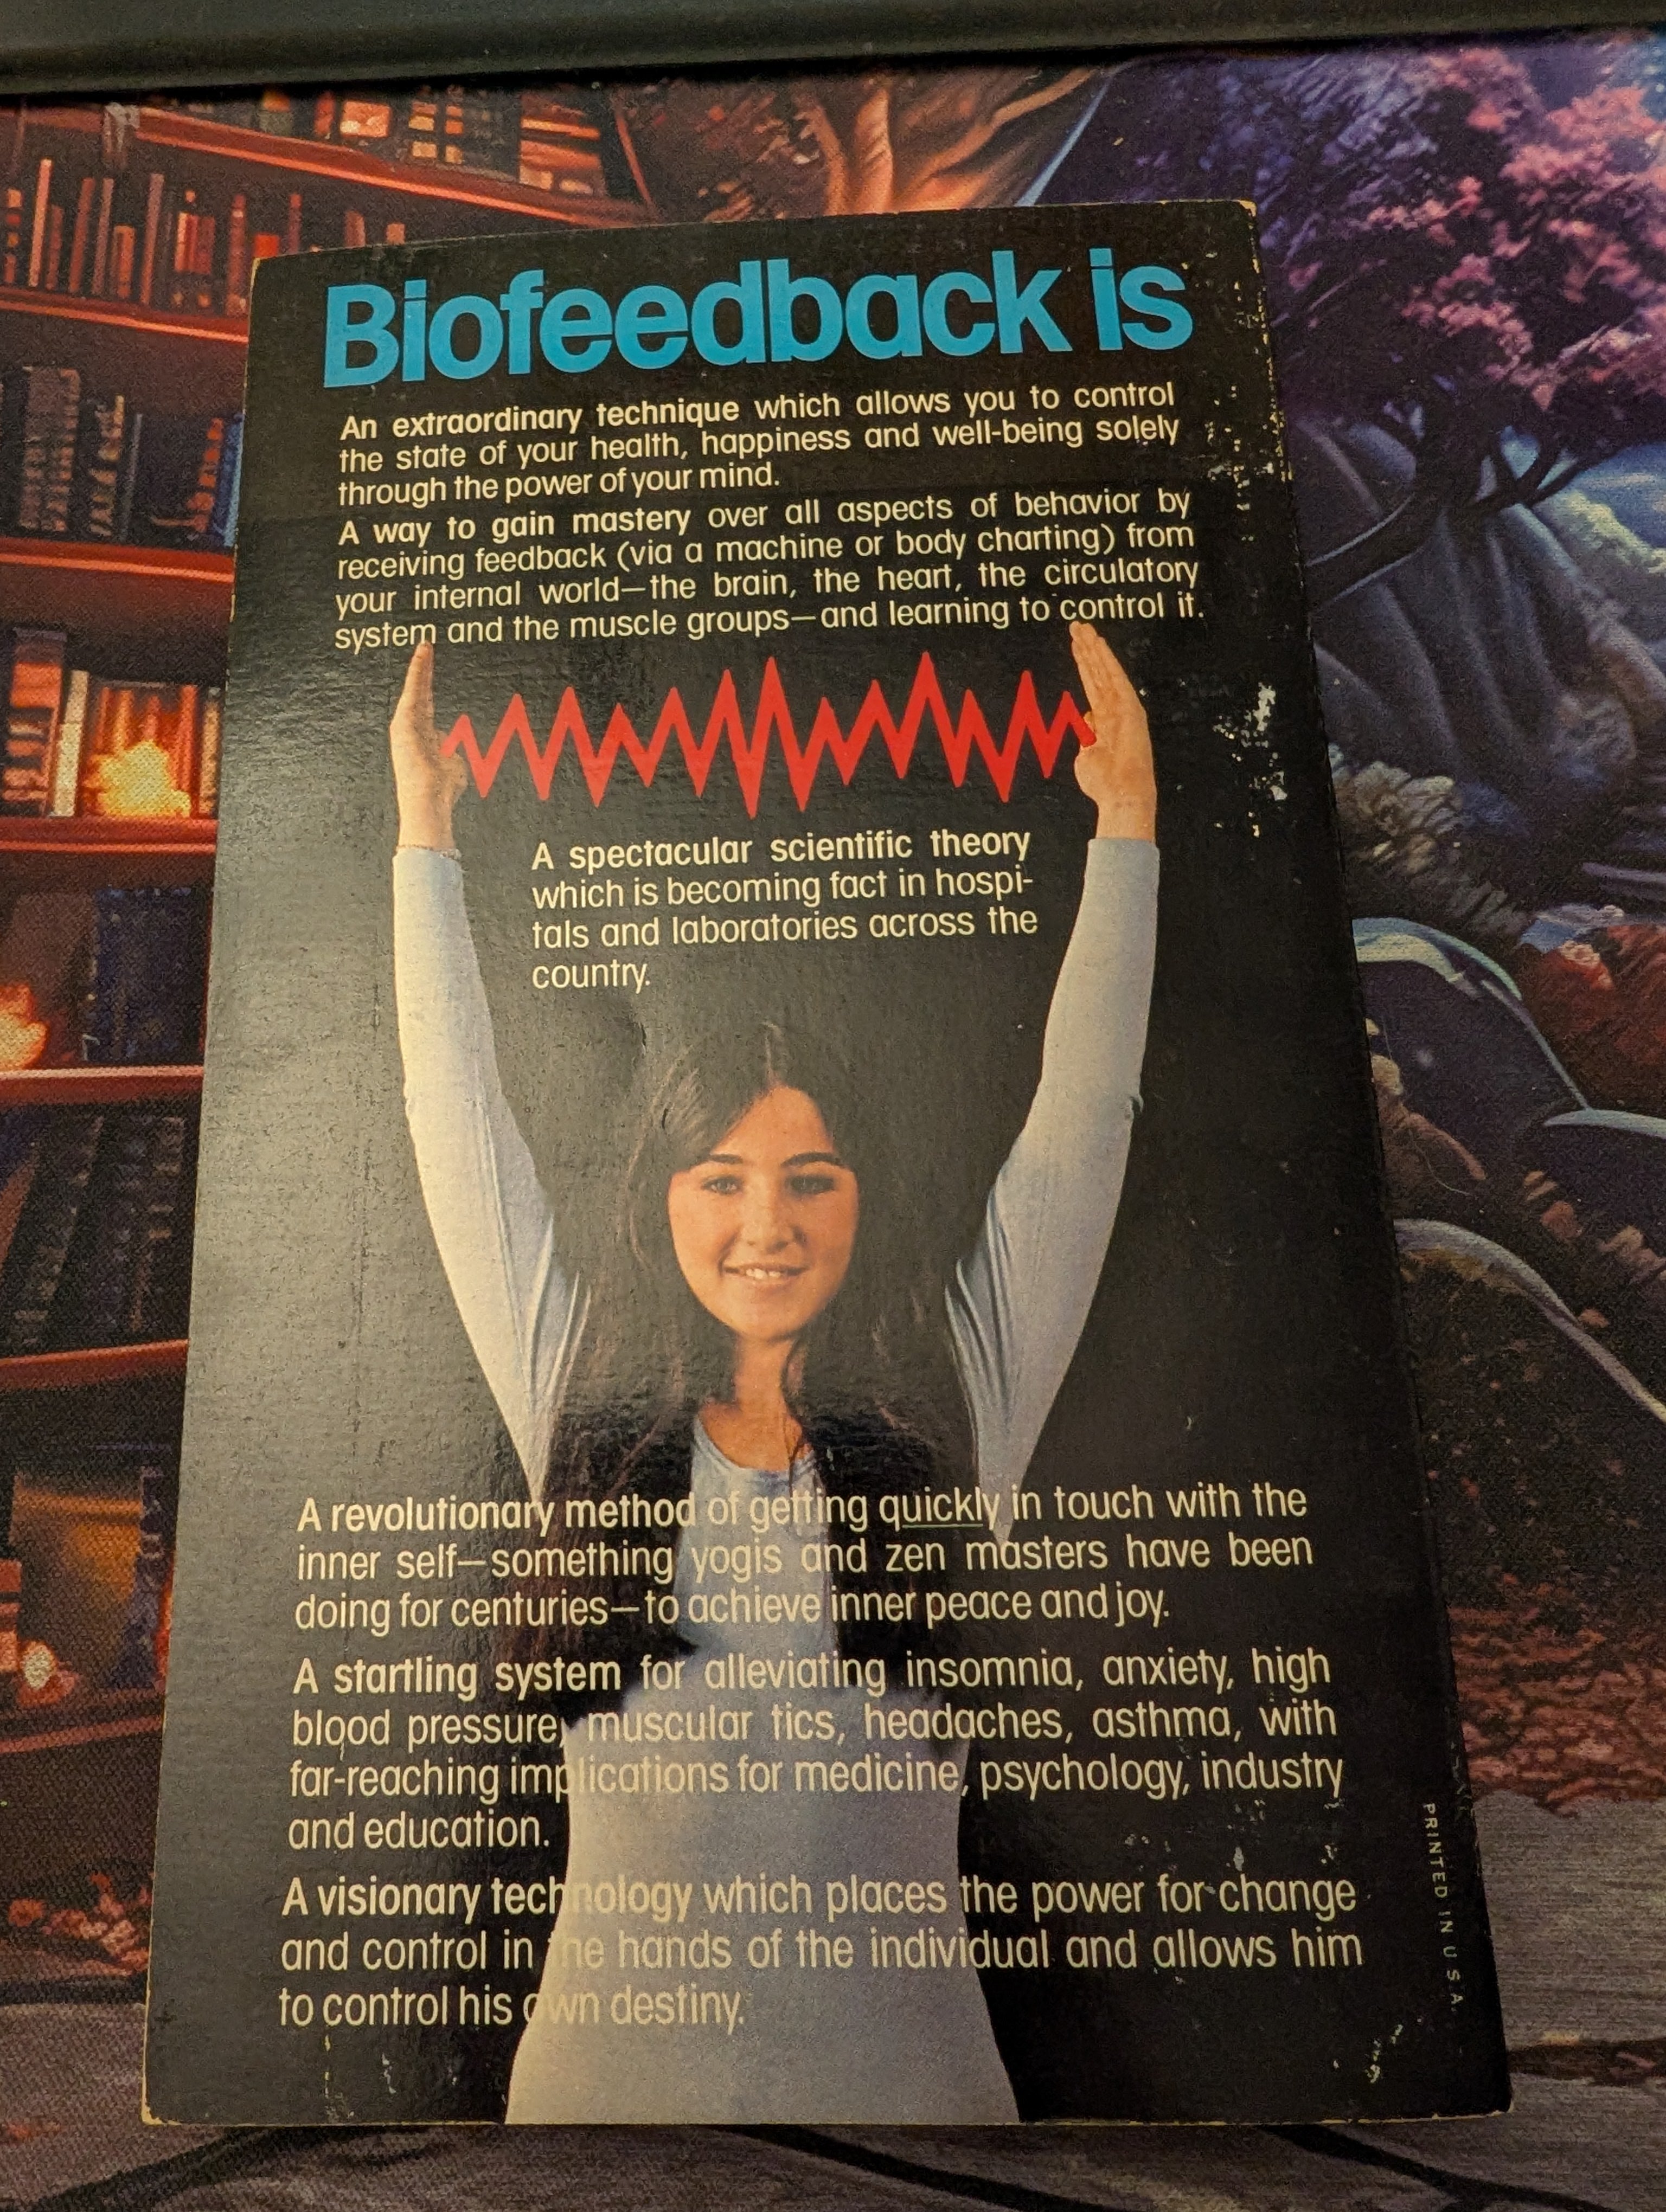 Biofeedback is
An extraordinary technique which allows you to control
the state of your health, happiness and well-being solely
through the power of your mind.
A way to gain mastery over all aspects of behavior by
receiving feedback (via a machine or body charting) from
your internal world—the brain, the heart, the circulatory
system and the muscle groups—and learning to control it.
A spectacular scientific theory
which is becoming fact in hospi-
tals and laboratories across the
country.
A revolutionary method of getting quickly in touch with the
inner self—something yogis and zen masters have been
doing for centuries—to achieve inner peace and joy.
A startling system for alleviating insomnia, anxiety, high
blood pressure, muscular tics, headaches, asthma, with
far-reaching implications for medicine, psychology, industry
and education.
A visionary technology which places the power for change
and control in the hands of the individual and allows him
to control his own destiny.
PRINTED IN U.S.A.